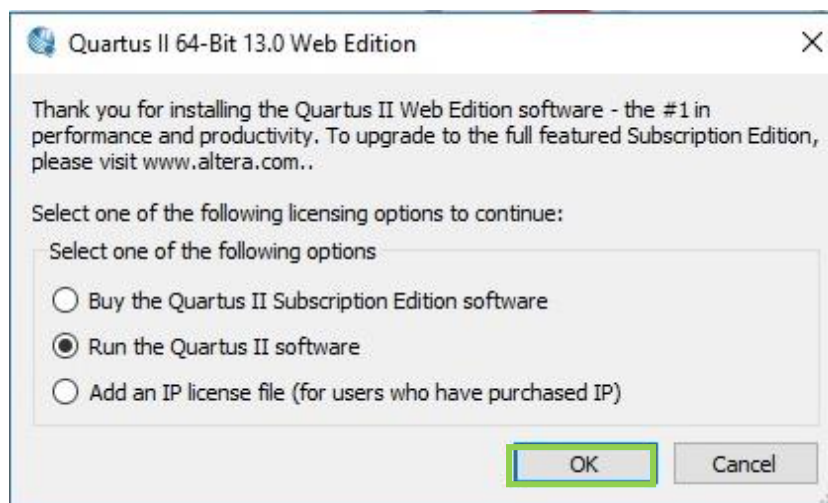 Quartus II 64-Bit 13.0 Web Edition
Thank you for installing the Quartus II Web Edition software - the #1 in
performance and productivity. To upgrade to the full featured Subscription Edition,
please visit www.altera.com..
Select one of the following licensing options to continue:
Select one of the following options
Buy the Quartus II Subscription Edition software
Run the Quartus II software
Add an IP license file (for users who have purchased IP)
OK Cancel